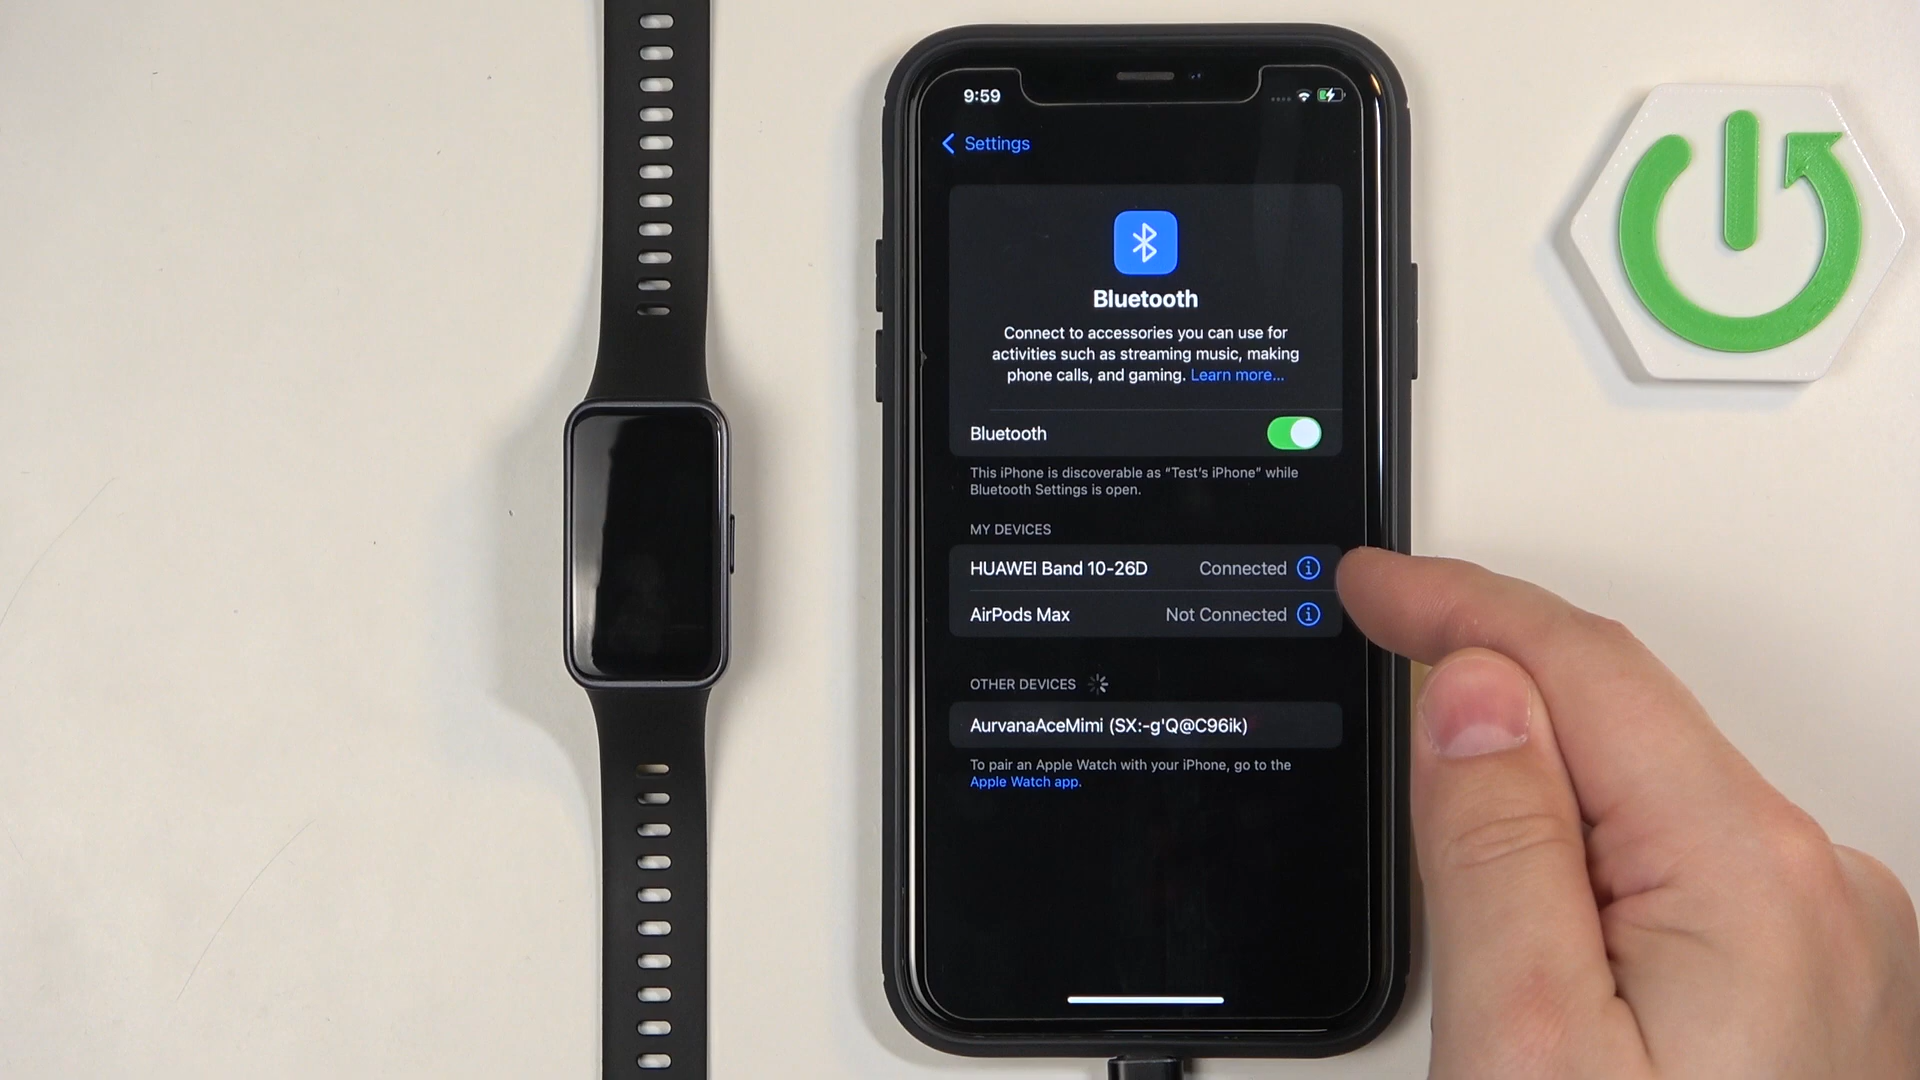 9:59
Settings
Bluetooth
Connect to accessories you can use for
activities such as streaming music, making
phone calls, and gaming. Learn more...
Bluetooth
This iPhone is discoverable as “Test's iPhone” while
Bluetooth Settings is open.
MY DEVICES
HUAWEI Band 10-26D Connected
AirPods Max Not Connected
OTHER DEVICES
AurvanaAceMimi (SX:-g'Q@C96ik)
To pair an Apple Watch with your iPhone, go to the
Apple Watch app.